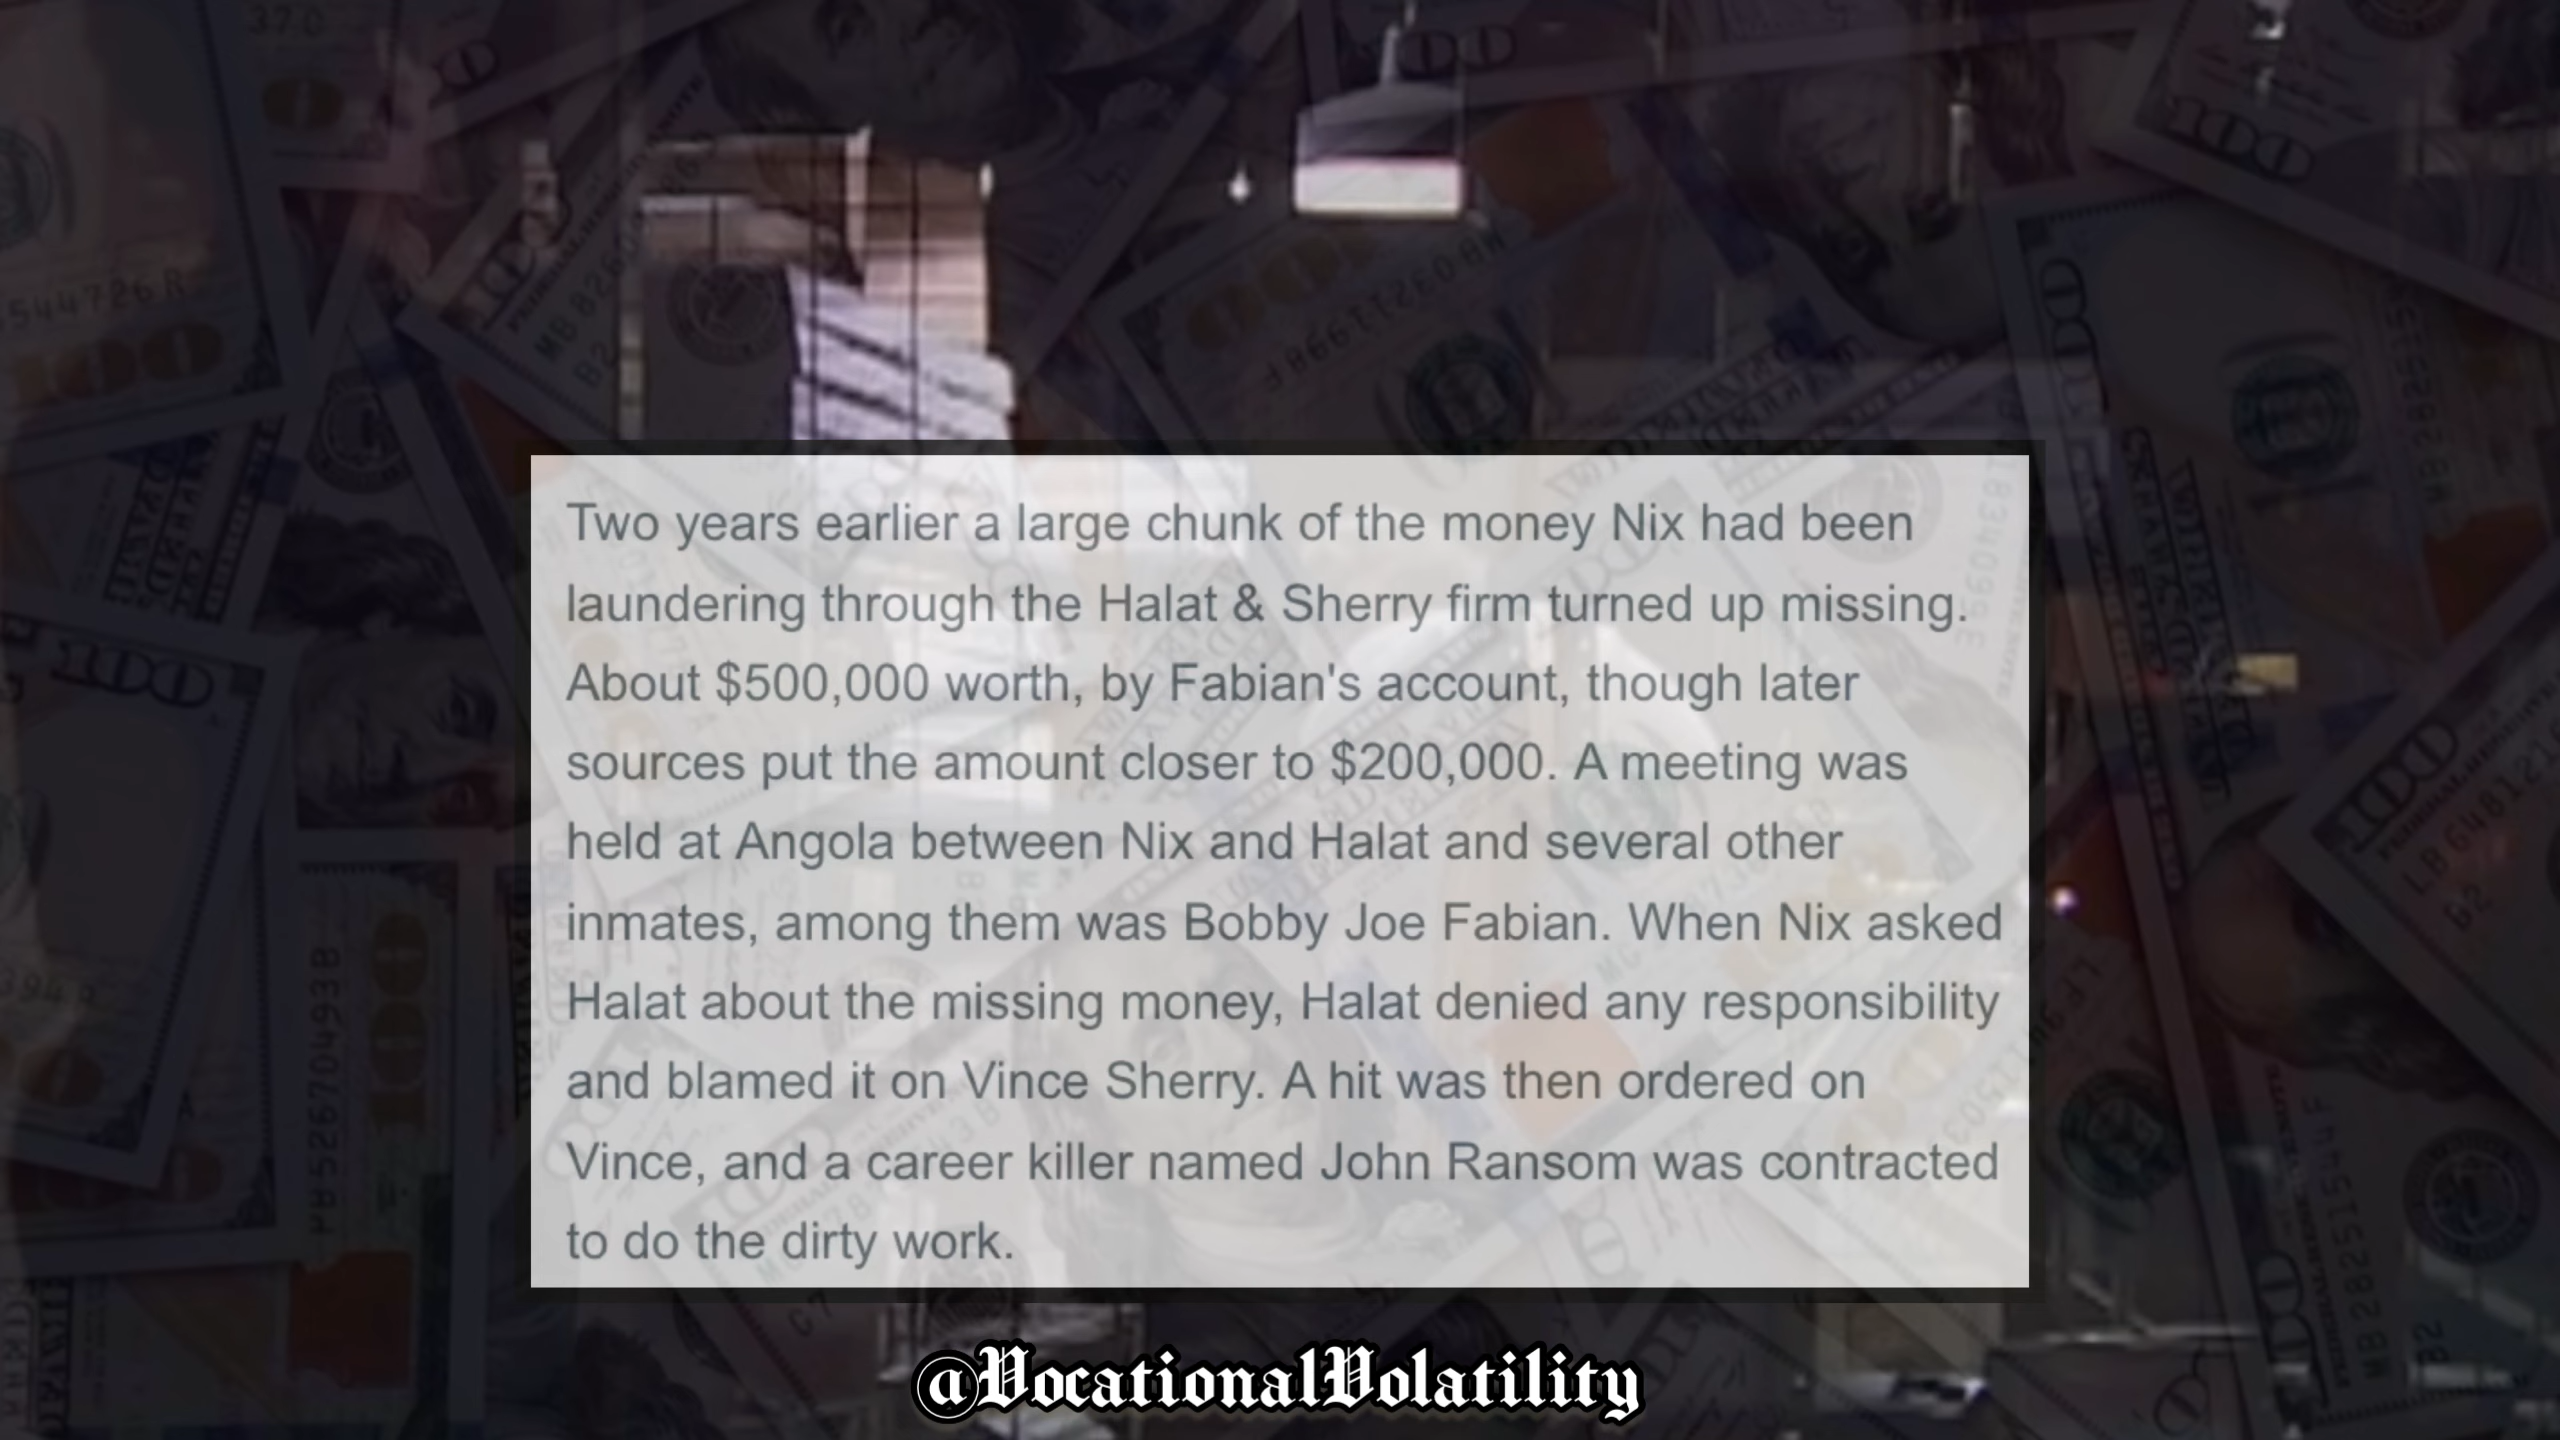 Two years earlier a large chunk of the money Nix had been
laundering through the Halat & Sherry firm turned up missing.
About $500,000 worth, by Fabian's account, though later
sources put the amount closer to $200,000. A meeting was
held at Angola between Nix and Halat and several other
inmates, among them was Bobby Joe Fabian. When Nix asked
Halat about the missing money, Halat denied any responsibility
and blamed it on Vince Sherry. A hit was then ordered on
Vince, and a career killer named John Ransom was contracted
to do the dirty work.
@VocationalVolatility